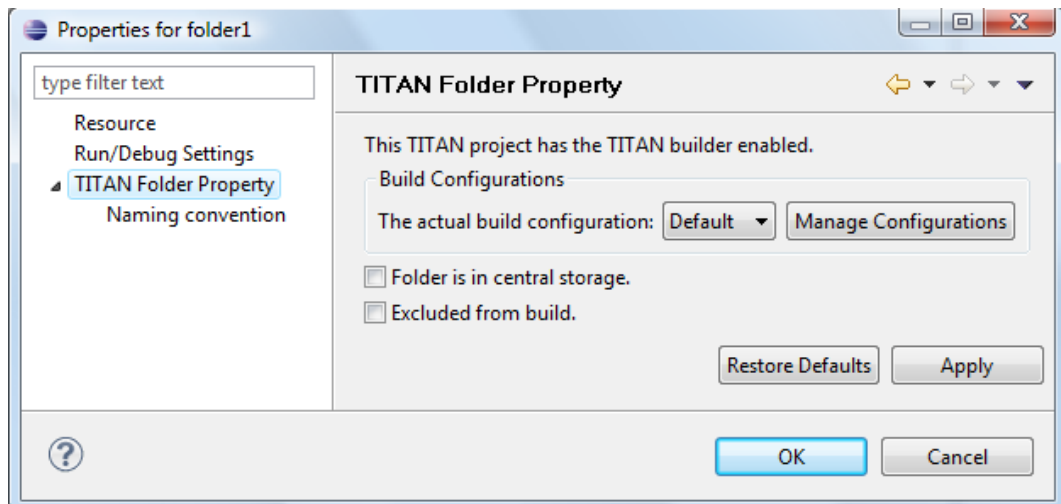 Properties for folder1
type filter text
Resource
Run/Debug Settings
TITAN Folder Property
Naming convention
TITAN Folder Property
This TITAN project has the TITAN builder enabled.
Build Configurations
The actual build configuration: Default Manage Configurations
Folder is in central storage.
Excluded from build.
Restore Defaults Apply
?
OK Cancel